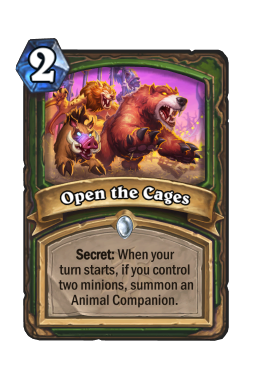 2
Open the Cages
Secret: When your
turn starts, if you control
two minions, summon an
Animal Companion.